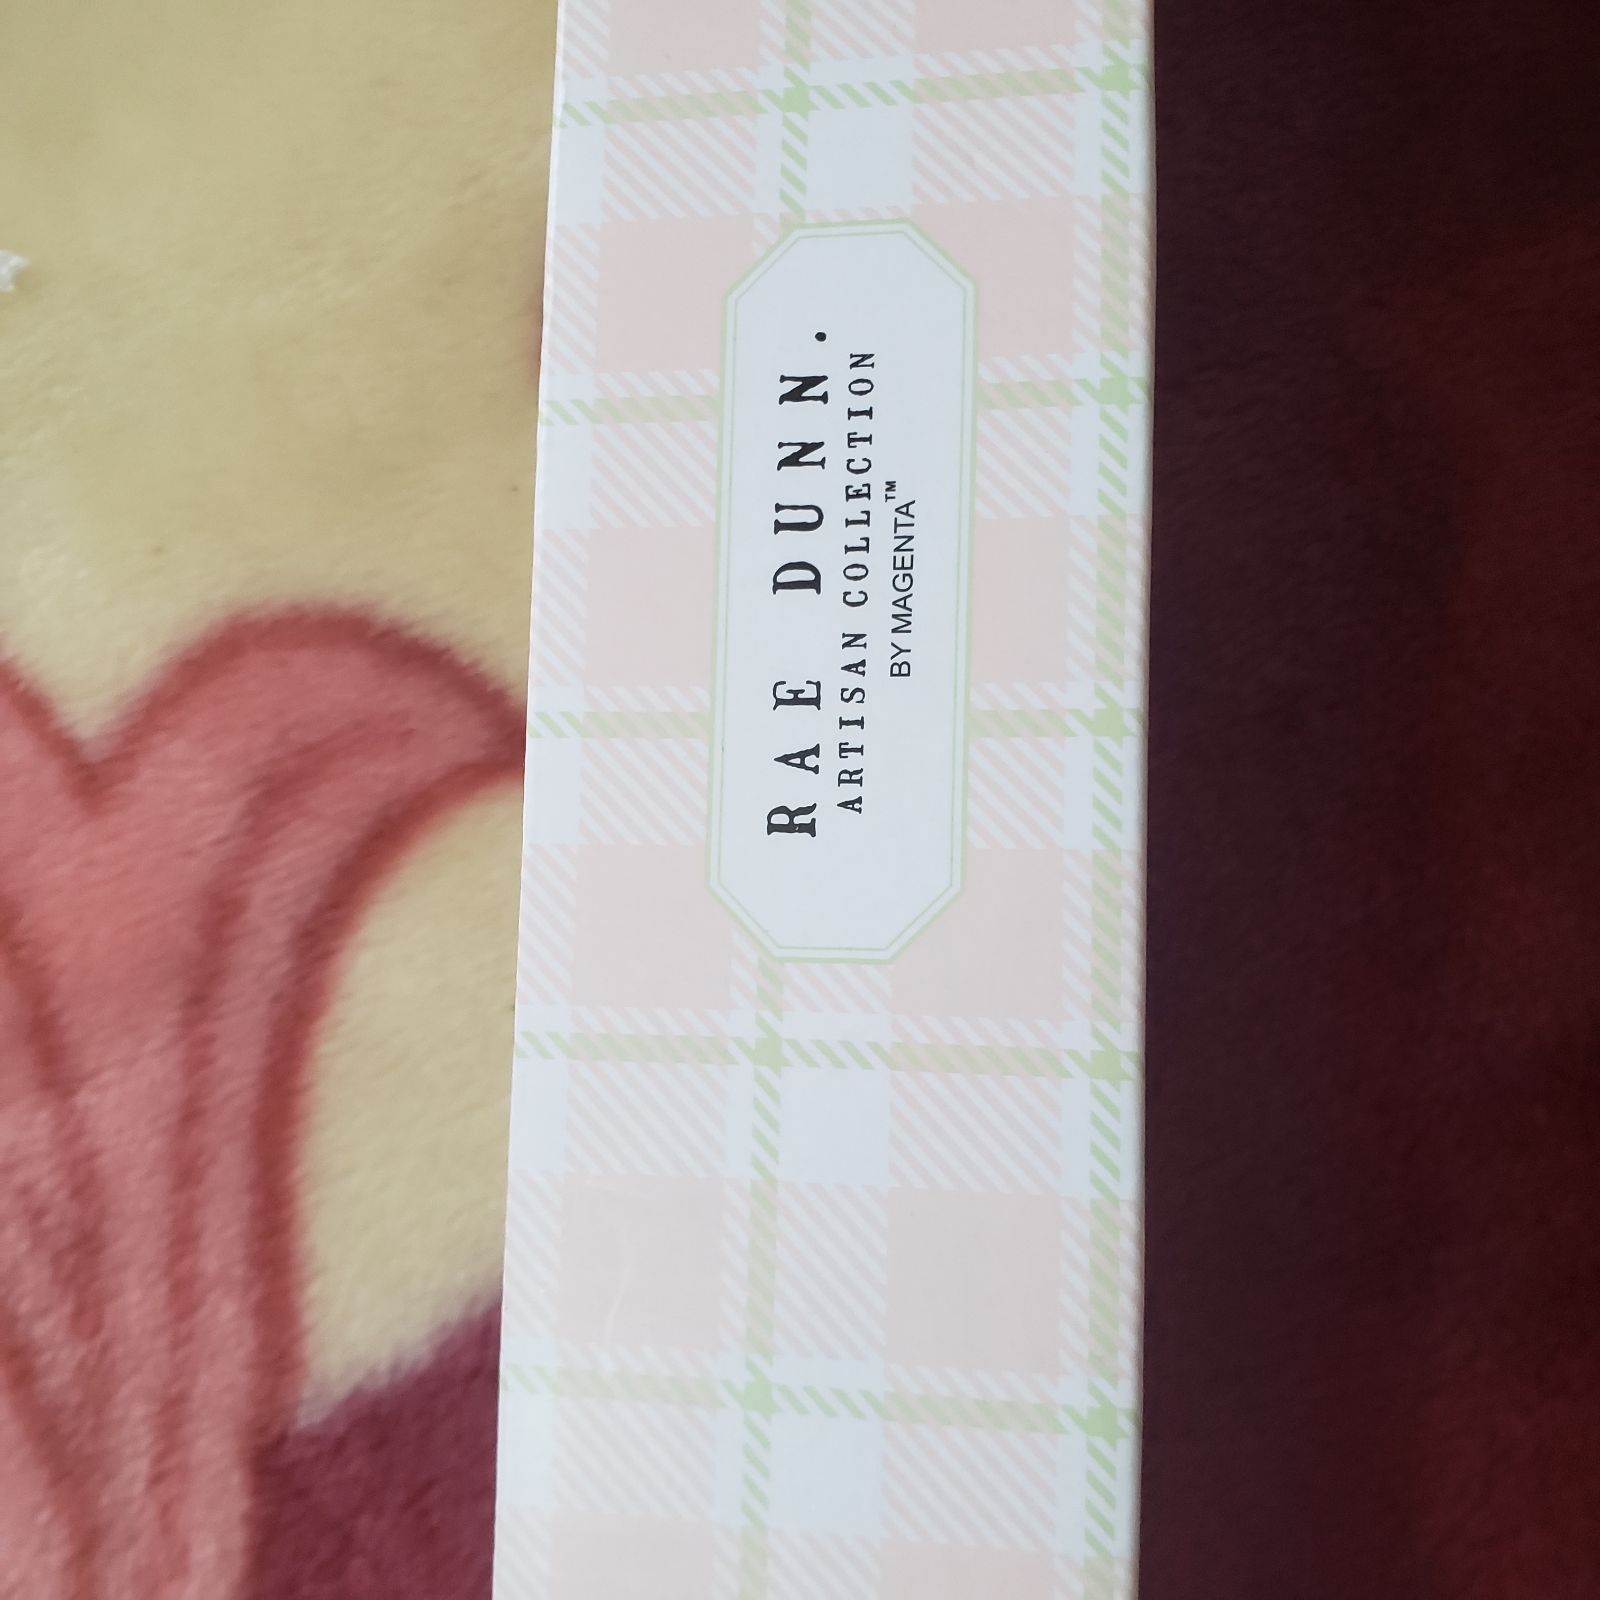 RAE DUNN.
ARTISAN COLLECTION
BY MAGENTA™